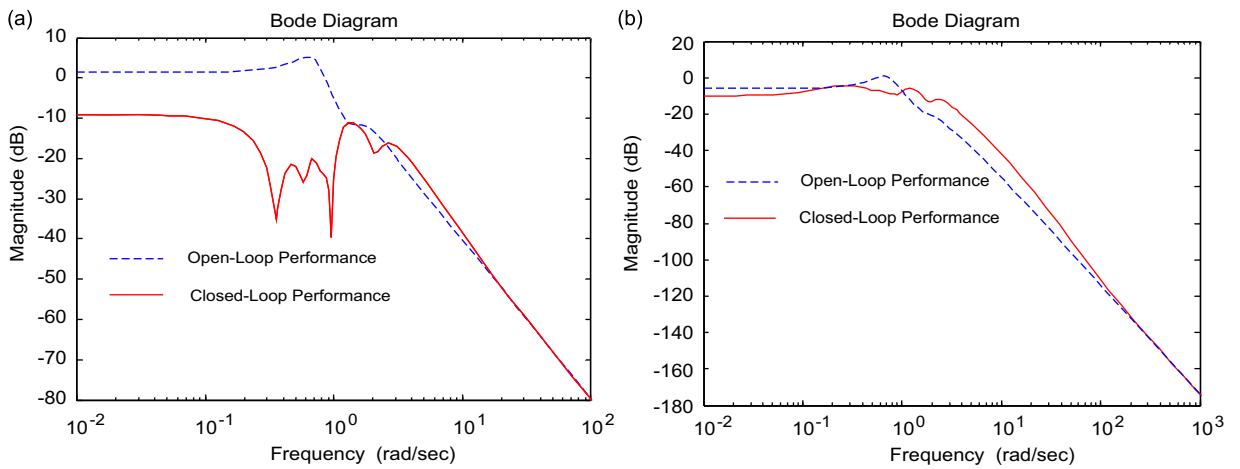 (a)
Bode Diagram
10
0
-10
-20
-30
-40
-50
-60
-70
-80
Magnitude (dB)
Open-Loop Performance
Closed-Loop Performance
10⁻² 10⁻¹ 10⁰ 10¹ 10²
Frequency (rad/sec)
(b)
Bode Diagram
20
0
-20
-40
-60
-80
-100
-120
-140
-160
-180
Magnitude (dB)
Open-Loop Performance
Closed-Loop Performance
10⁻² 10⁻¹ 10⁰ 10¹ 10² 10³
Frequency (rad/sec)